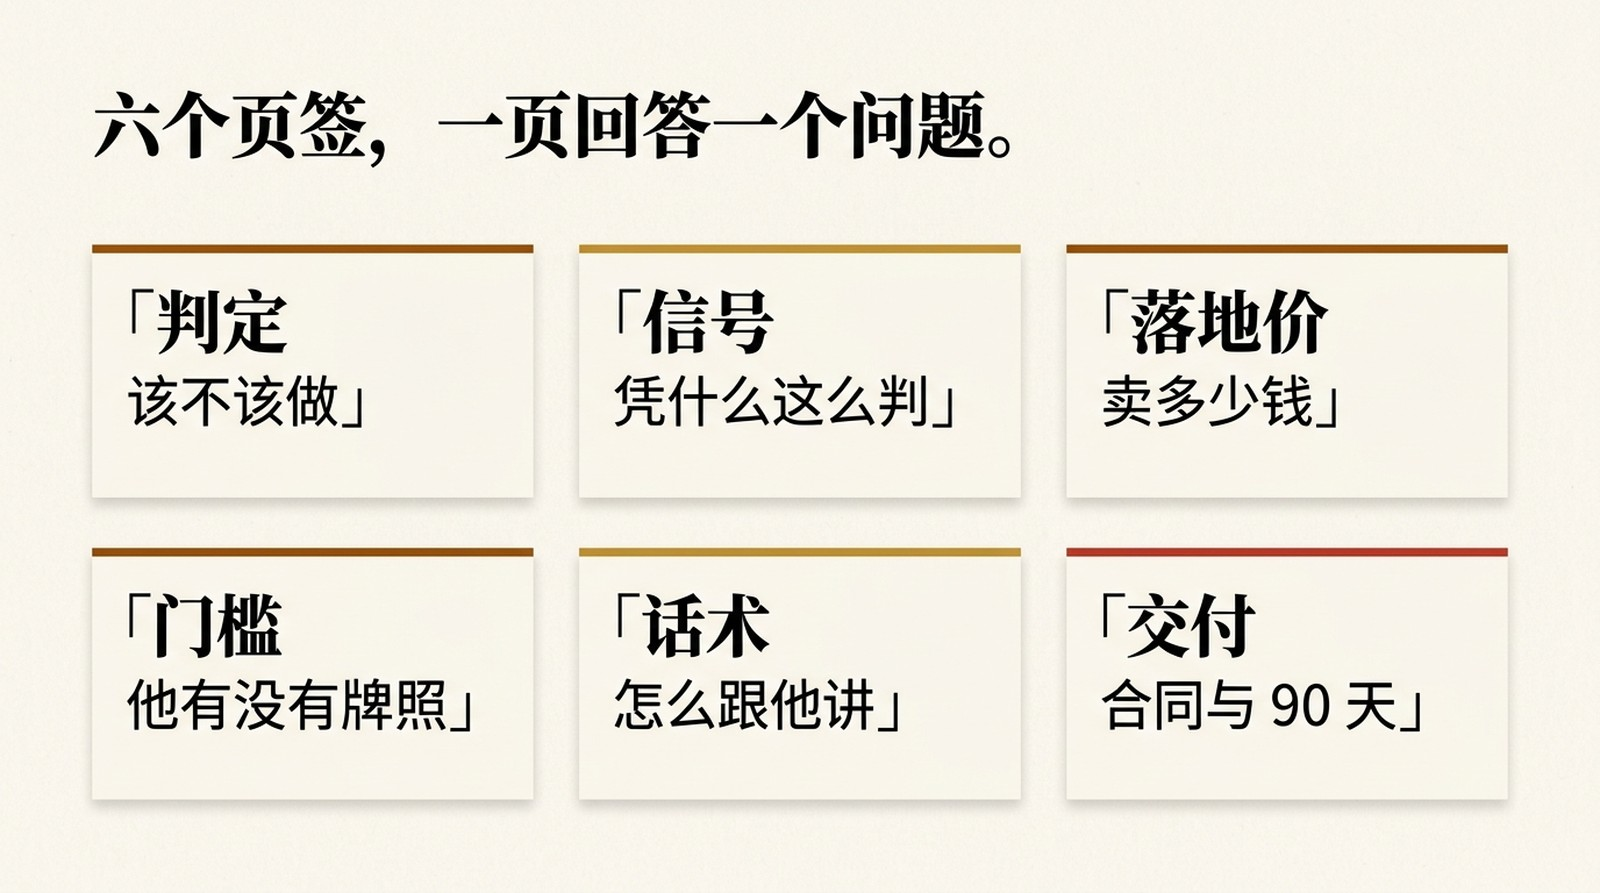 六个页签，一页回答一个问题。
「判定
该不该做」
「信号
凭什么这么判」
「落地价
卖多少钱」
「门槛
他有没有牌照」
「话术
怎么跟他讲」
「交付
合同与 90 天」